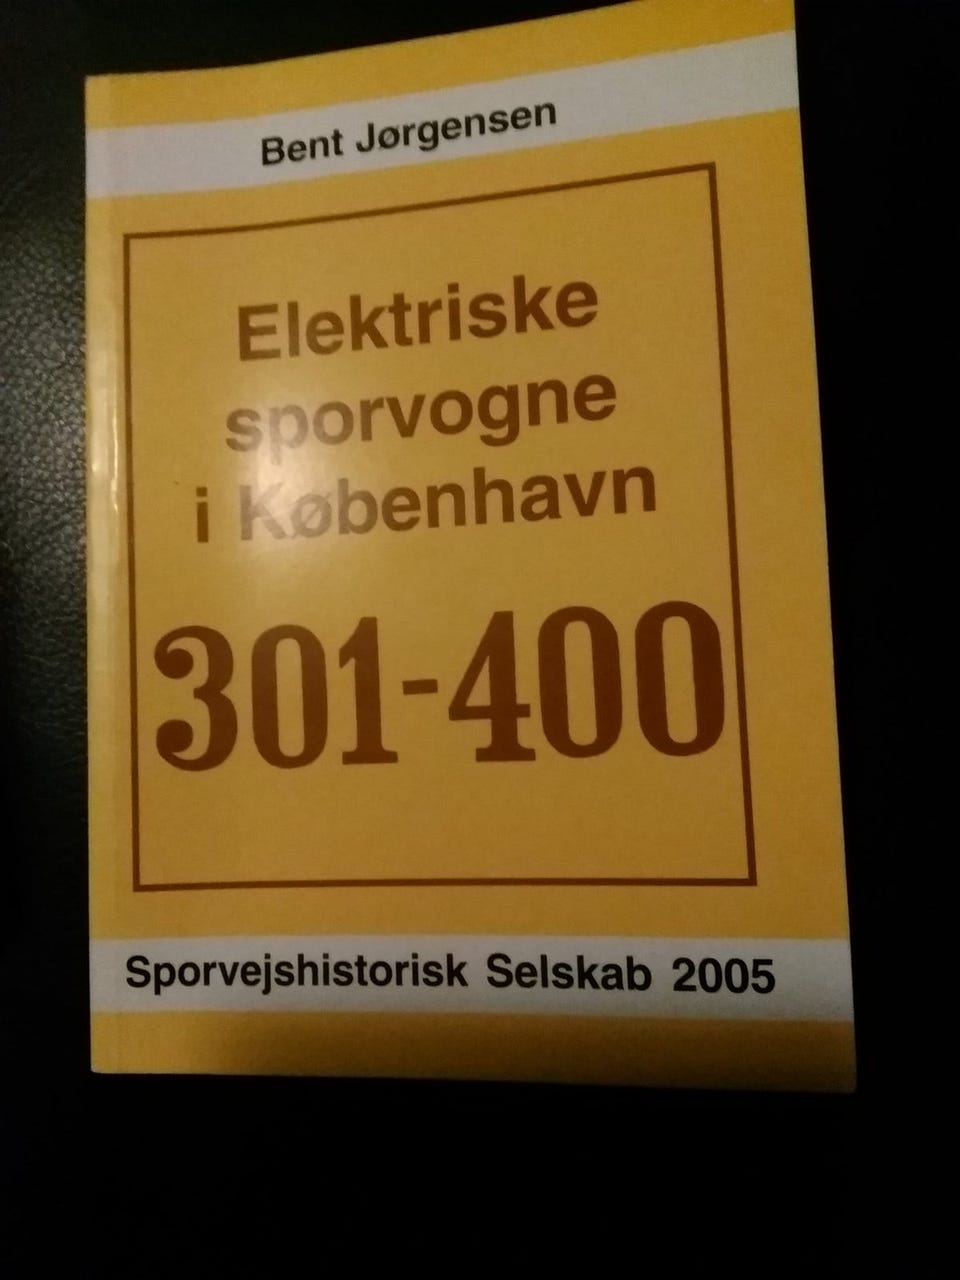 Bent Jørgensen
Elektriske
sporvogne
i København
301-400
Sporvejshistorisk Selskab 2005